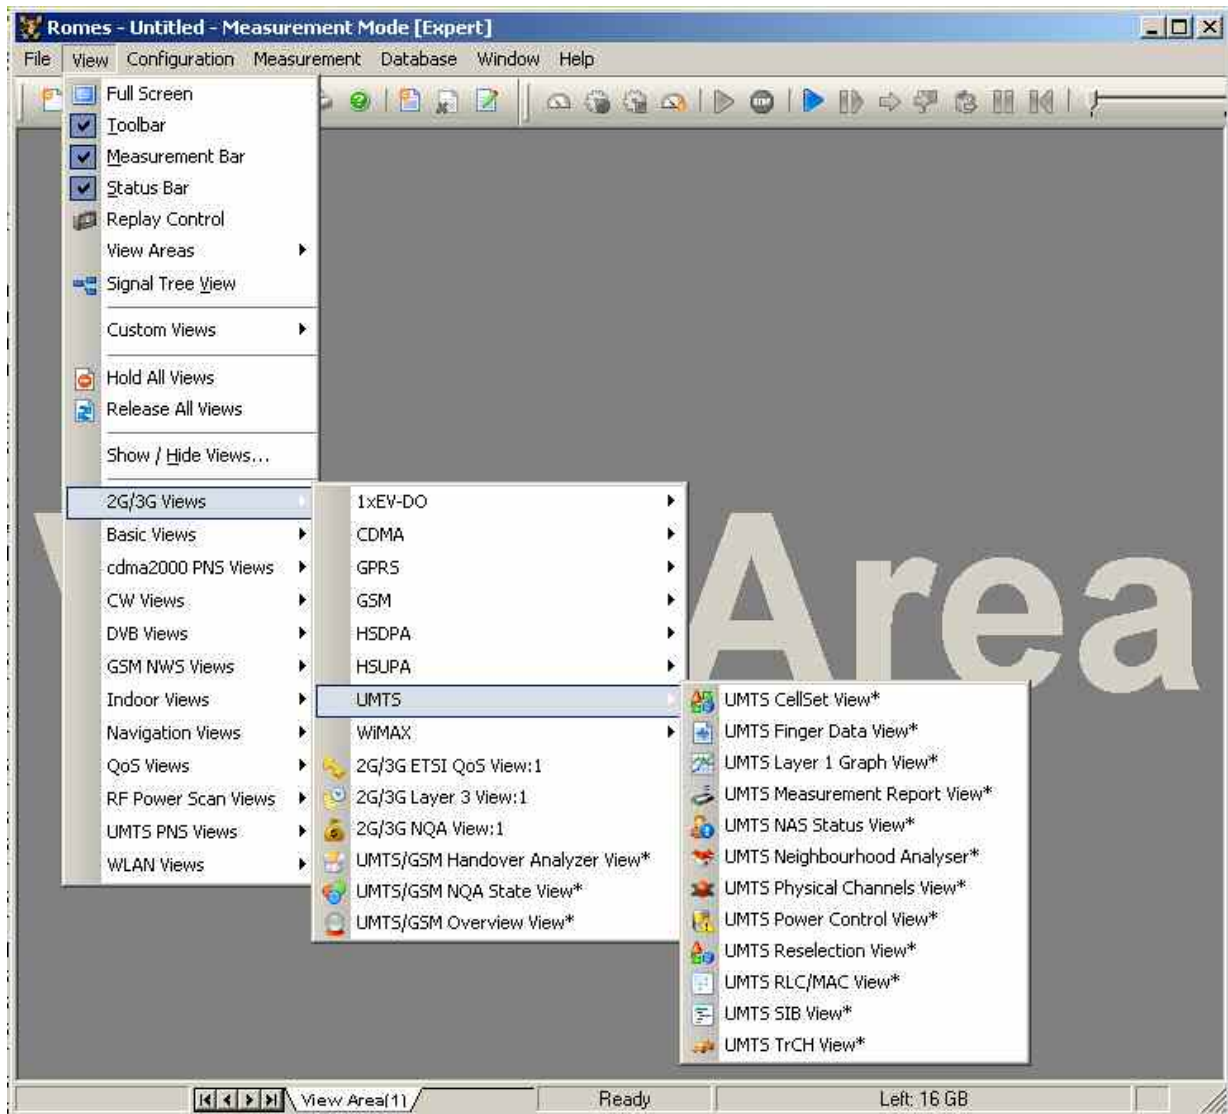 Romes - Untitled - Measurement Mode [Expert]
File View Configuration Measurement Database Window Help
Full Screen
Toolbar
Measurement Bar
Status Bar
Replay Control
View Areas
Signal Tree View
Custom Views
Hold All Views
Release All Views
Show / Hide Views...
2G/3G Views
Basic Views
cdma2000 PNS Views
CW Views
DVB Views
GSM NWS Views
Indoor Views
Navigation Views
QoS Views
RF Power Scan Views
UMTS PNS Views
WLAN Views
1xEV-DO
CDMA
GPRS
GSM
HSDPA
HSUPA
UMTS
WiMAX
2G/3G ETSI QoS View:1
2G/3G Layer 3 View:1
2G/3G NQA View:1
UMTS/GSM Handover Analyzer View*
UMTS/GSM NQA State View*
UMTS/GSM Overview View*
UMTS CellSet View*
UMTS Finger Data View*
UMTS Layer 1 Graph View*
UMTS Measurement Report View*
UMTS NAS Status View*
UMTS Neighbourhood Analyser*
UMTS Physical Channels View*
UMTS Power Control View*
UMTS Reselection View*
UMTS RLC/MAC View*
UMTS SIB View*
UMTS TrCH View*
Area
View Area(1)
Ready
Left: 16 GB